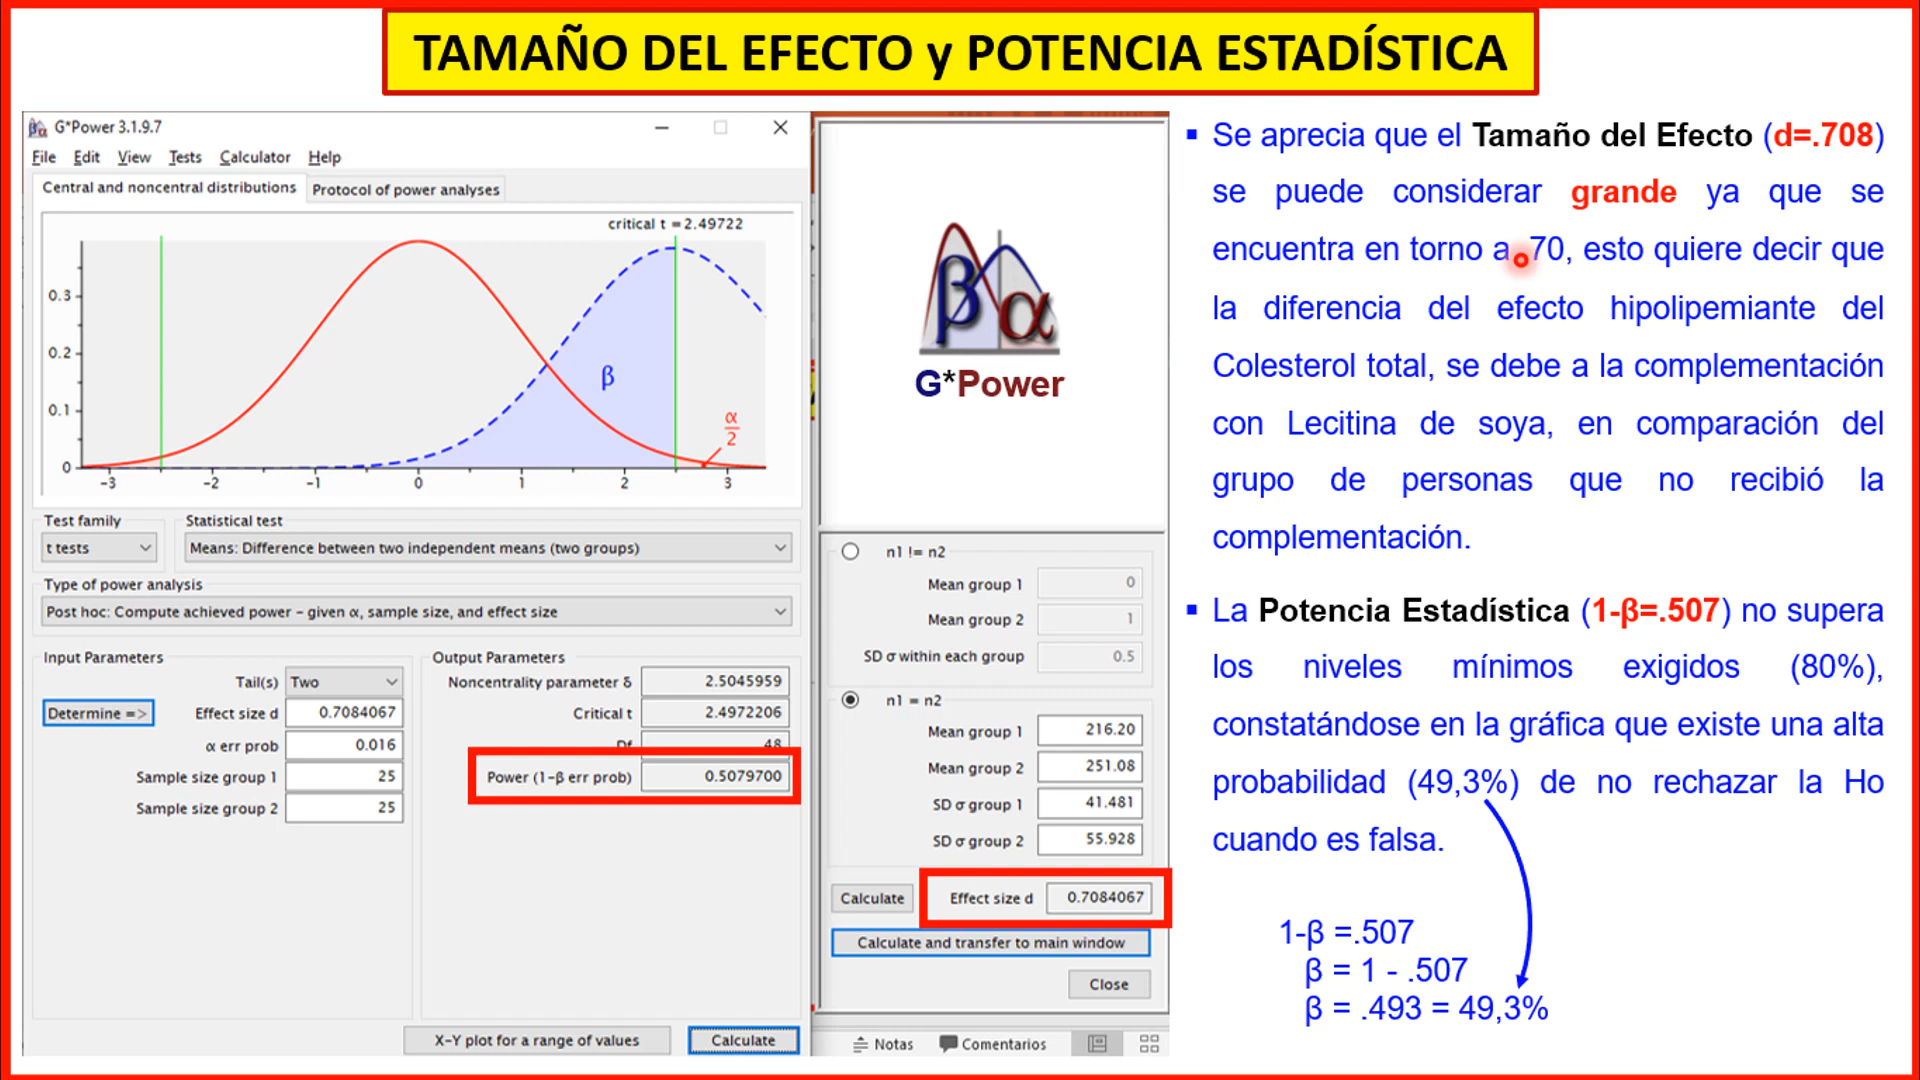 TAMAÑO DEL EFECTO y POTENCIA ESTADÍSTICA
G*Power 3.1.9.7
File Edit View Tests Calculator Help
Central and noncentral distributions Protocol of power analyses
critical t = 2.49722
0.3
0.2
0.1
0
β
α
2
-3 -2 -1 0 1 2 3
Test family Statistical test
t tests Means: Difference between two independent means (two groups)
Type of power analysis
Post hoc: Compute achieved power - given α, sample size, and effect size
Input Parameters
Tail(s) Two
Determine => Effect size d 0.7084067
α err prob 0.016
Sample size group 1 25
Sample size group 2 25
Output Parameters
Noncentrality parameter δ 2.5045959
Critical t 2.4972206
Df 48
Power (1-β err prob) 0.5079700
X-Y plot for a range of values Calculate
β α
G*Power
n1 != n2
Mean group 1 0
Mean group 2 1
SD σ within each group 0.5
n1 = n2
Mean group 1 216.20
Mean group 2 251.08
SD σ group 1 41.481
SD σ group 2 55.928
Calculate Effect size d 0.7084067
Calculate and transfer to main window
Close
Notas Comentarios
▪ Se aprecia que el Tamaño del Efecto (d=.708)
se puede considerar grande ya que se
encuentra en torno a 70, esto quiere decir que
la diferencia del efecto hipolipemiante del
Colesterol total, se debe a la complementación
con Lecitina de soya, en comparación del
grupo de personas que no recibió la
complementación.
▪ La Potencia Estadística (1-β=.507) no supera
los niveles mínimos exigidos (80%),
constatándose en la gráfica que existe una alta
probabilidad (49,3%) de no rechazar la Ho
cuando es falsa.
1-β =.507
β = 1 - .507
β = .493 = 49,3%